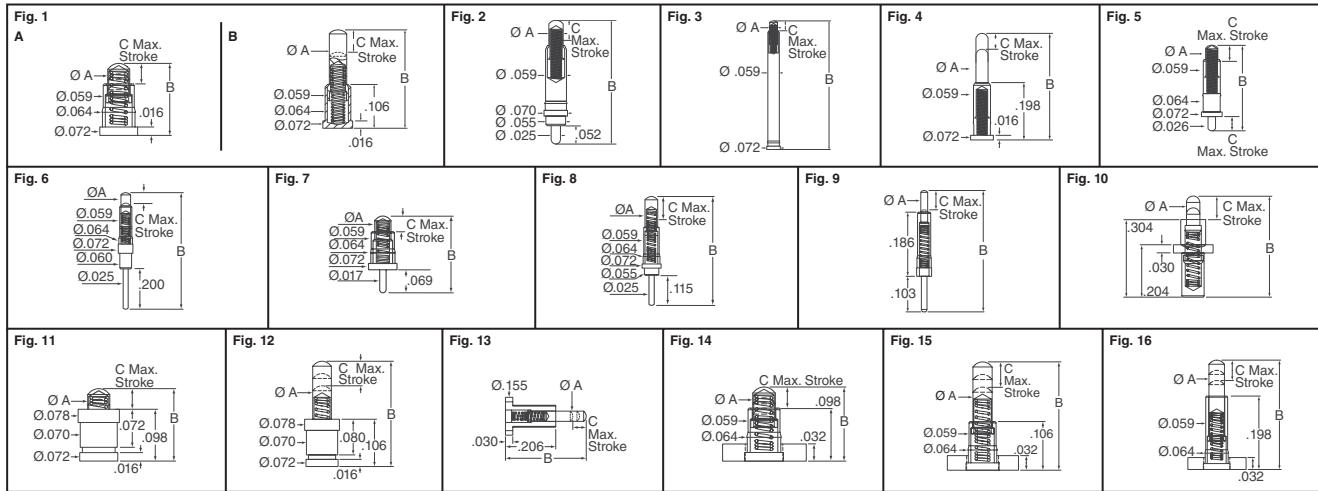 Fig. 1
A
B
Ø A
Ø.059
Ø.064
Ø.072
.016
B
Ø A
C Max.
Stroke
Ø.059
Ø.064
Ø.072
.106
.016
B
Fig. 2
Ø A
C
Max.
Stroke
Ø .059
Ø .070
Ø .055
Ø .025
.052
B
Fig. 3
Ø A
C
Max.
Stroke
Ø.059
Ø .072
B
Fig. 4
C Max.
Stroke
Ø A
Ø.059
Ø.072
.198
.016
B
Fig. 5
C
Max.
Stroke
Ø A
Ø.059
Ø.064
Ø.072
Ø.026
B
C
Max. Stroke
Fig. 6
ØA
Ø.059
Ø.064
Ø.072
Ø.060
Ø.025
C Max.
Stroke
.200
B
Fig. 7
ØA
Ø.059
Ø.064
Ø.072
Ø.017
C Max.
Stroke
.069
B
Fig. 8
ØA
C Max.
Stroke
Ø.059
Ø.064
Ø.072
Ø.055
Ø.025
.115
B
Fig. 9
Ø A
C Max.
Stroke
.186
.103
B
Fig. 10
Ø A
C Max.
Stroke
.304
.030
.204
B
Fig. 11
C Max.
Stroke
Ø A
Ø.078
Ø.070
Ø.072
.072
.098
.016
B
Fig. 12
C Max.
Stroke
Ø A
Ø.078
Ø.070
Ø.072
.080
.106
.016
B
Fig. 13
Ø.155
Ø A
C
Max.
Stroke
.030
.206
B
Fig. 14
C Max. Stroke
Ø A
.098
Ø.059
Ø.064
.032
B
Fig. 15
C
Max.
Stroke
Ø A
Ø.059
Ø.064
.106
.032
B
Fig. 16
C Max.
Stroke
Ø A
Ø.059
Ø.064
.198
.032
B